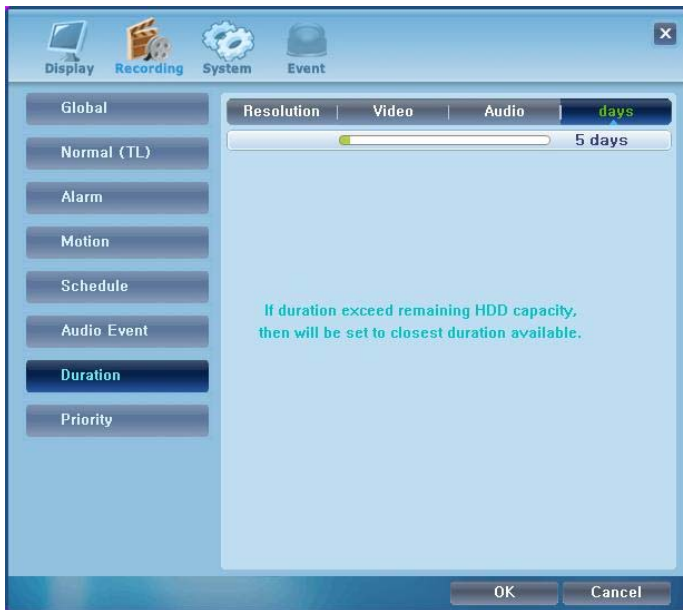 Display Recording System Event
Global
Normal (TL)
Alarm
Motion
Schedule
Audio Event
Duration
Priority
Resolution | Video | Audio | days
5 days
If duration exceed remaining HDD capacity,
then will be set to closest duration available.
OK Cancel